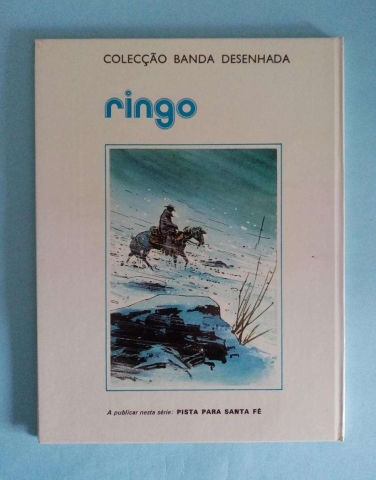 COLECÇÃO BANDA DESENHADA
ringo
A publicar nesta série: PISTA PARA SANTA FÉ